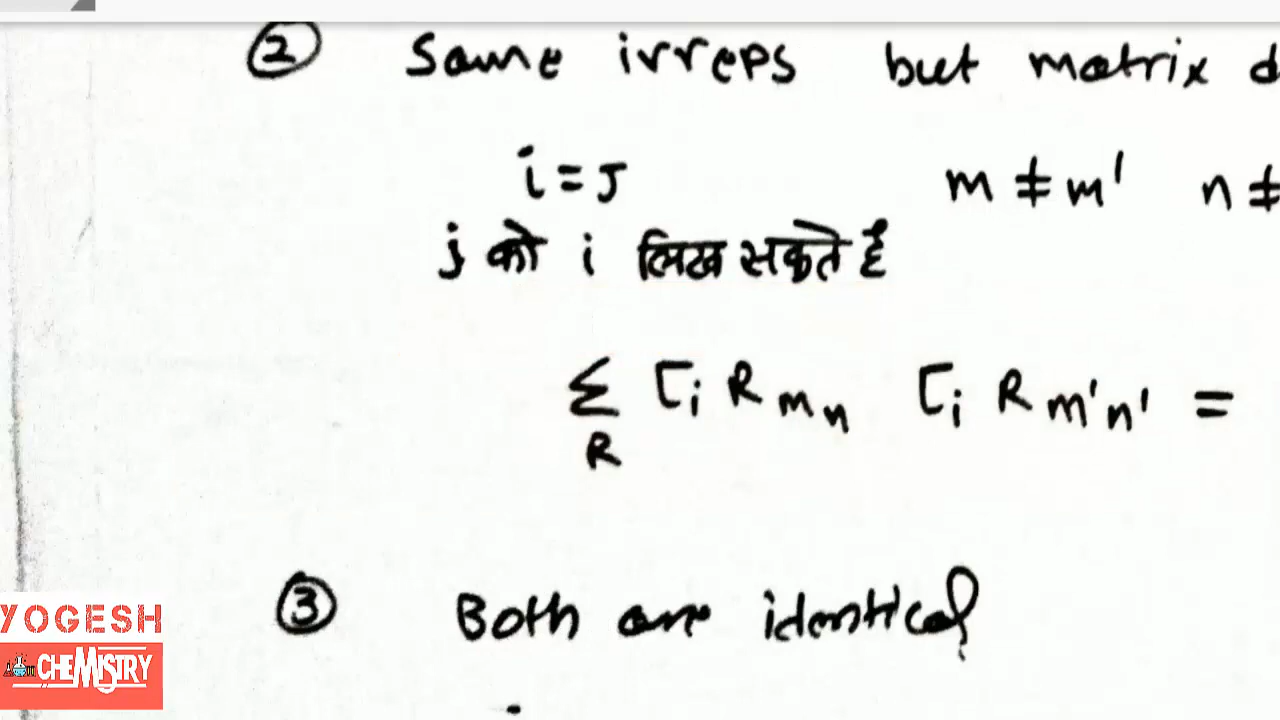 ② Same irreps but matrix d
i = J m ≠ m' n ≠
j को i लिख सकते हैं
Σ Γi R mn Γi R m'n' =
R
③ Both are identical
YOGESH
CHEMISTRY